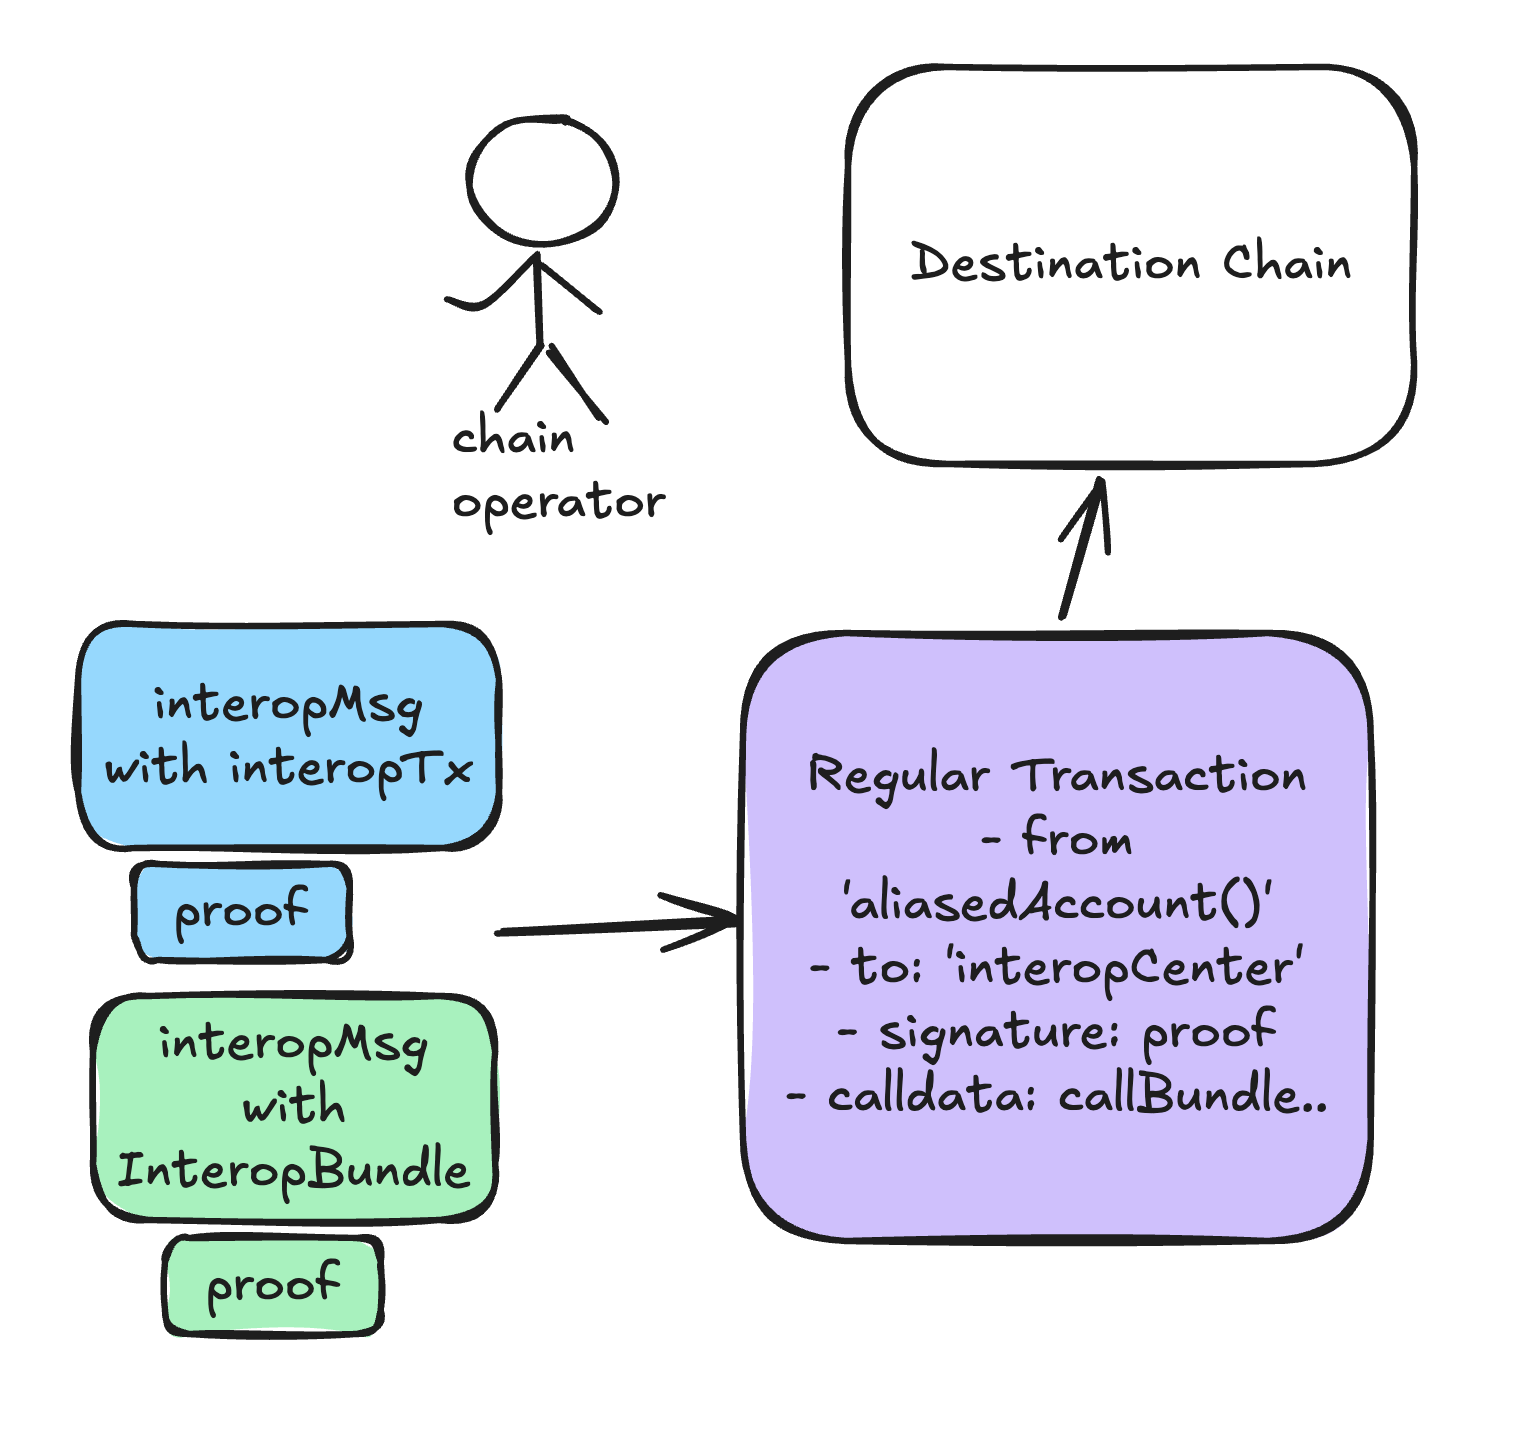 Destination Chain
chain
operator
interopMsg
with interopTx
proof
interopMsg
with
InteropBundle
proof
Regular Transaction
- from
'aliasedAccount()'
- to: 'interopCenter'
- signature: proof
- calldata: callBundle..